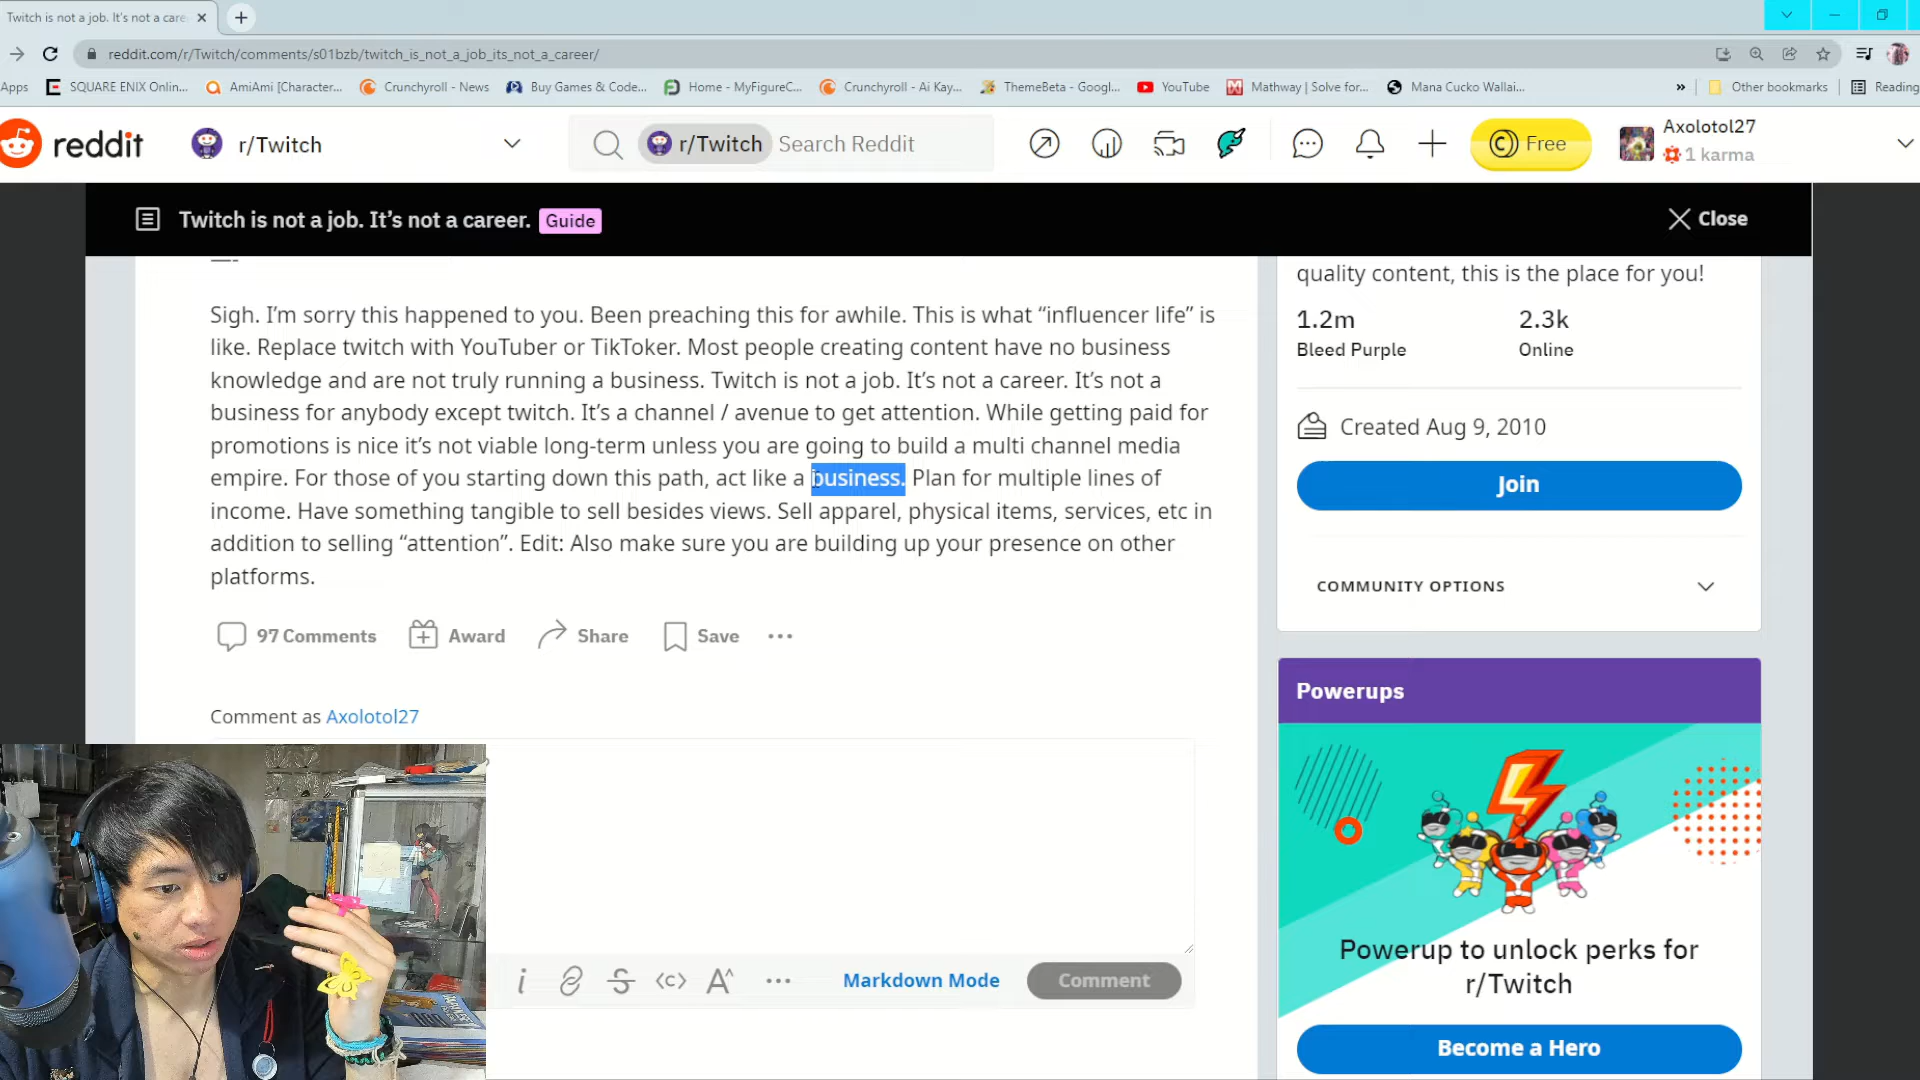 Twitch is not a job. It's not a care
reddit.com/r/Twitch/comments/s01bzb/twitch_is_not_a_job_its_not_a_career/
Apps SQUARE ENIX Onlin... AmiAmi [Character... Crunchyroll - News Buy Games & Code... Home - MyFigureC... Crunchyroll - Ai Kay... ThemeBeta - Googl... YouTube Mathway | Solve for... Mana Cucko Wallai... » Other bookmarks Reading
reddit r/Twitch r/Twitch Search Reddit Free Axolotol27
1 karma
Twitch is not a job. It’s not a career. Guide Close
Sigh. I’m sorry this happened to you. Been preaching this for awhile. This is what “influencer life” is
like. Replace twitch with YouTuber or TikToker. Most people creating content have no business
knowledge and are not truly running a business. Twitch is not a job. It’s not a career. It’s not a
business for anybody except twitch. It’s a channel / avenue to get attention. While getting paid for
promotions is nice it’s not viable long-term unless you are going to build a multi channel media
empire. For those of you starting down this path, act like a business. Plan for multiple lines of
income. Have something tangible to sell besides views. Sell apparel, physical items, services, etc in
addition to selling “attention”. Edit: Also make sure you are building up your presence on other
platforms.
97 Comments Award Share Save
Comment as Axolotol27
Markdown Mode Comment
quality content, this is the place for you!
1.2m 2.3k
Bleed Purple Online
Created Aug 9, 2010
Join
COMMUNITY OPTIONS
Powerups
Powerup to unlock perks for
r/Twitch
Become a Hero